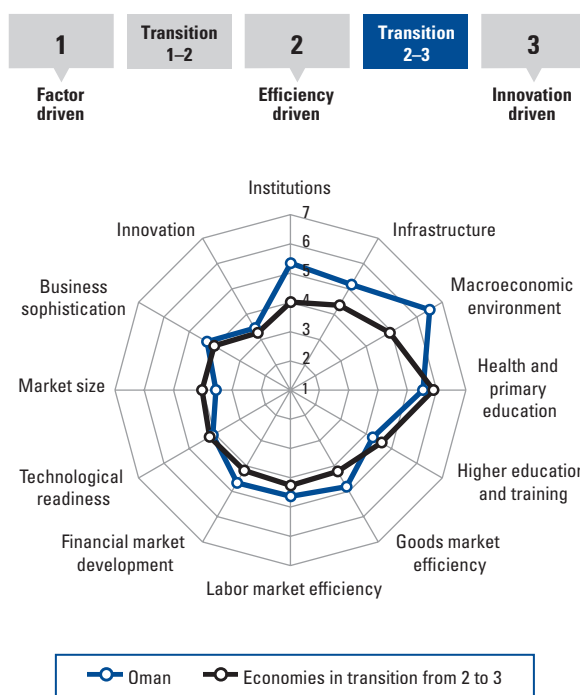 1
Transition
1–2
2
Transition
2–3
3
Factor
driven
Efficiency
driven
Innovation
driven
Institutions
7
Innovation
Infrastructure
6
5
Business
sophistication
Macroeconomic
environment
4
3
2
Market size
1
Health and
primary
education
Technological
readiness
Higher education
and training
Financial market
development
Goods market
efficiency
Labor market efficiency
Oman
Economies in transition from 2 to 3